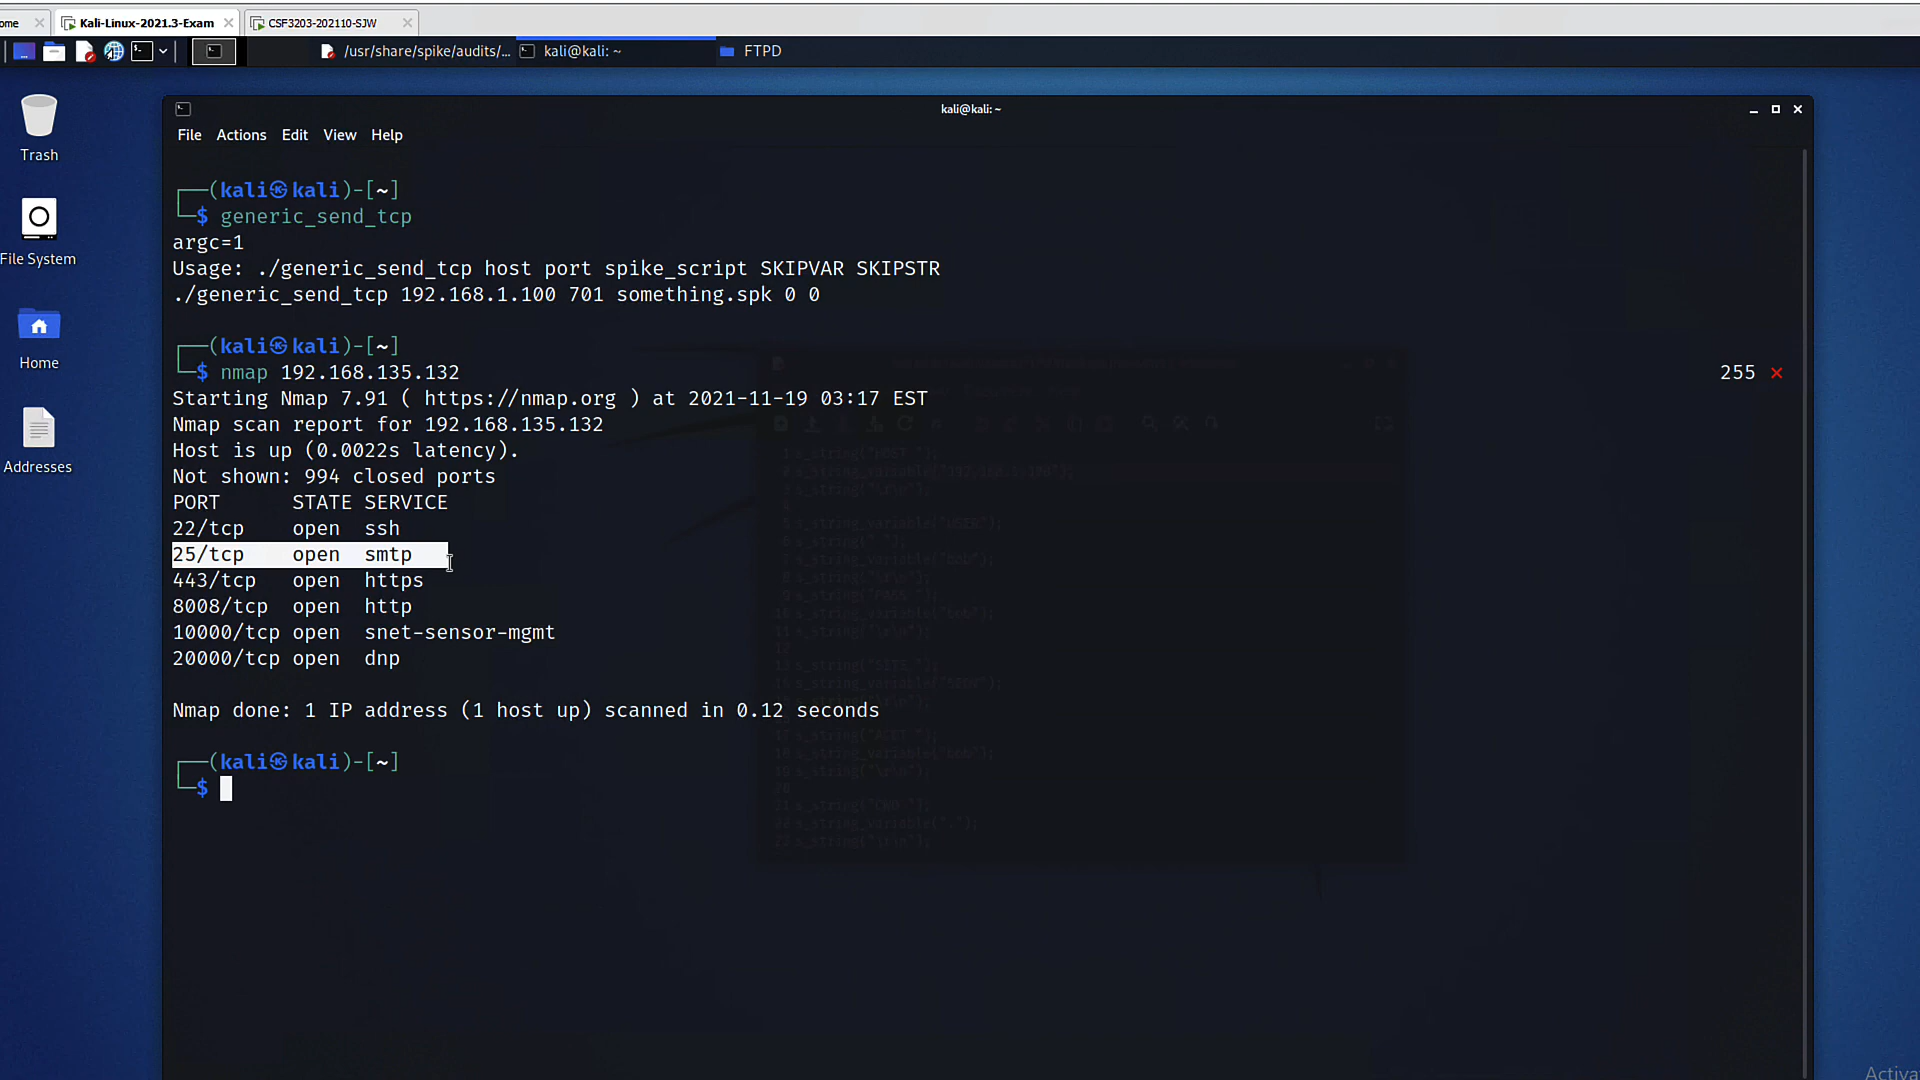 ome
Kali-Linux-2021.3-Exam
CSF3203-202110-SJW
/usr/share/spike/audits/...
kali@kali: ~
FTPD
kali@kali: ~
File Actions Edit View Help
Trash
File System
Home
Addresses
┌──(kali㉿kali)-[~]
└─$ generic_send_tcp
argc=1
Usage: ./generic_send_tcp host port spike_script SKIPVAR SKIPSTR
./generic_send_tcp 192.168.1.100 701 something.spk 0 0
┌──(kali㉿kali)-[~]
└─$ nmap 192.168.135.132 255 ✕
Starting Nmap 7.91 ( https://nmap.org ) at 2021-11-19 03:17 EST
Nmap scan report for 192.168.135.132
Host is up (0.0022s latency).
Not shown: 994 closed ports
PORT STATE SERVICE
22/tcp open ssh
25/tcp open smtp
443/tcp open https
8008/tcp open http
10000/tcp open snet-sensor-mgmt
20000/tcp open dnp
Nmap done: 1 IP address (1 host up) scanned in 0.12 seconds
┌──(kali㉿kali)-[~]
└─$
Activa